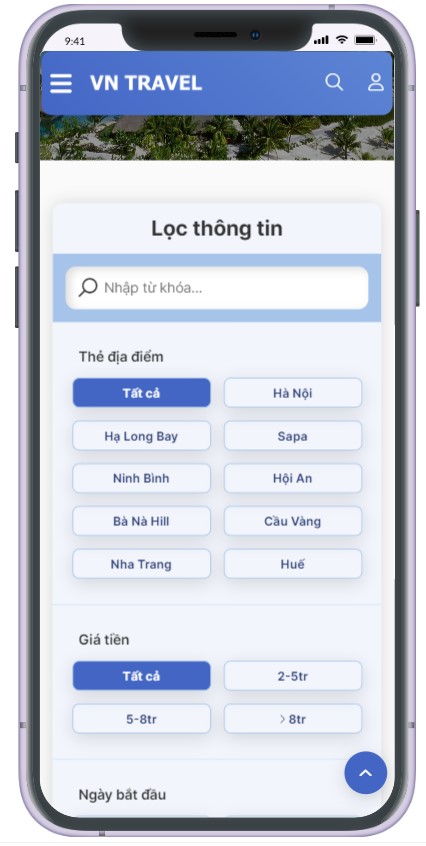 9:41
VN TRAVEL
Lọc thông tin
Nhập từ khóa...
Thẻ địa điểm
Tất cả
Hà Nội
Hạ Long Bay
Sapa
Ninh Bình
Hội An
Bà Nà Hill
Cầu Vàng
Nha Trang
Huế
Giá tiền
Tất cả
2-5tr
5-8tr
> 8tr
Ngày bắt đầu